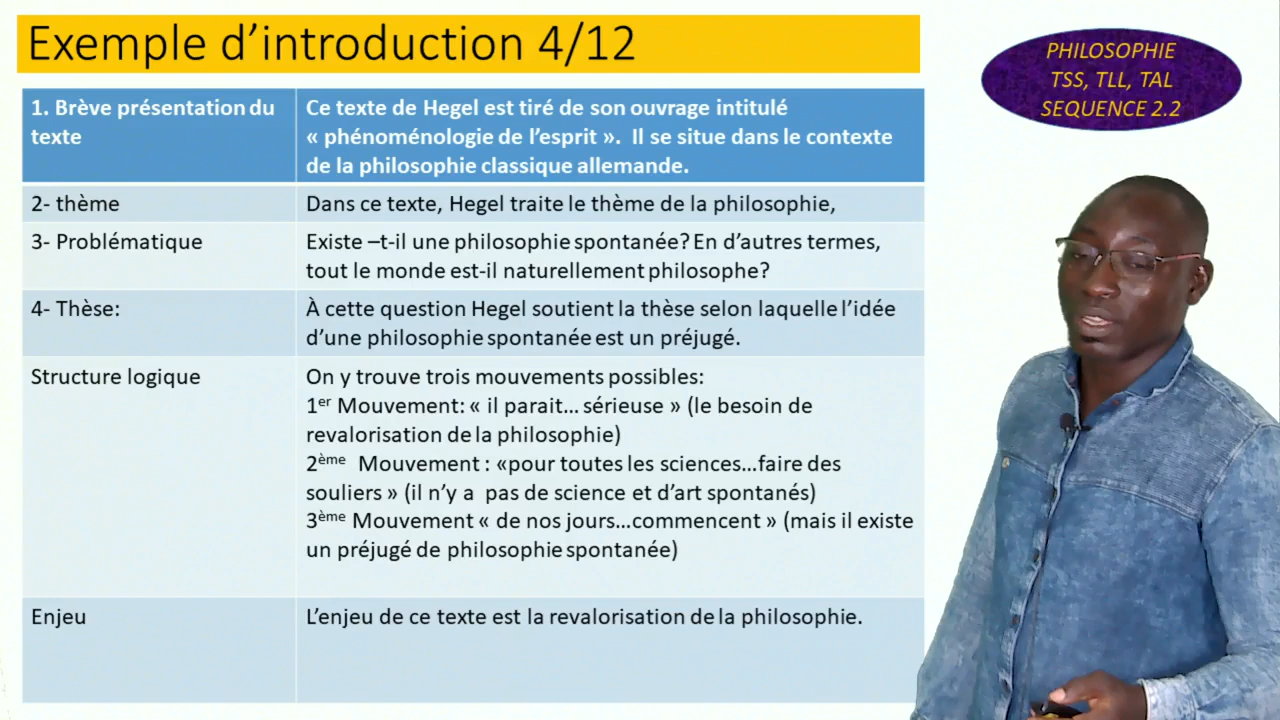 Exemple d’introduction 4/12
PHILOSOPHIE
TSS, TLL, TAL
SEQUENCE 2.2
1. Brève présentation du
texte
Ce texte de Hegel est tiré de son ouvrage intitulé
« phénoménologie de l’esprit ». Il se situe dans le contexte
de la philosophie classique allemande.
2- thème
Dans ce texte, Hegel traite le thème de la philosophie,
3- Problématique
Existe –t-il une philosophie spontanée? En d’autres termes,
tout le monde est-il naturellement philosophe?
4- Thèse:
À cette question Hegel soutient la thèse selon laquelle l’idée
d’une philosophie spontanée est un préjugé.
Structure logique
On y trouve trois mouvements possibles:
1er Mouvement: « il parait... sérieuse » (le besoin de
revalorisation de la philosophie)
2ème Mouvement : «pour toutes les sciences...faire des
souliers » (il n’y a pas de science et d’art spontanés)
3ème Mouvement « de nos jours...commencent » (mais il existe
un préjugé de philosophie spontanée)
Enjeu
L’enjeu de ce texte est la revalorisation de la philosophie.